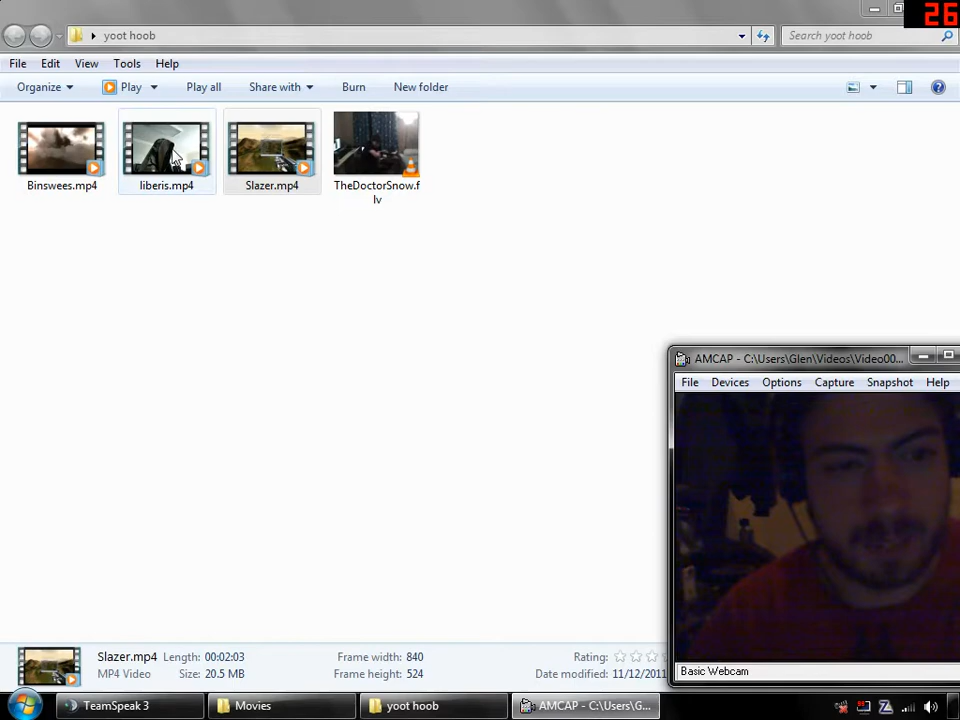 26
yoot hoob
Search yoot hoob
File Edit View Tools Help
Organize Play Play all Share with Burn New folder
Binswees.mp4 liberis.mp4 Slazer.mp4 TheDoctorSnow.f
lv
AMCAP - C:\Users\Glen\Videos\Video00...
File Devices Options Capture Snapshot Help
Slazer.mp4 Length: 00:02:03 Frame width: 840 Rating:
MP4 Video Size: 20.5 MB Frame height: 524 Date modified: 11/12/2011
Basic Webcam
TeamSpeak 3 Movies yoot hoob AMCAP - C:\Users\G...